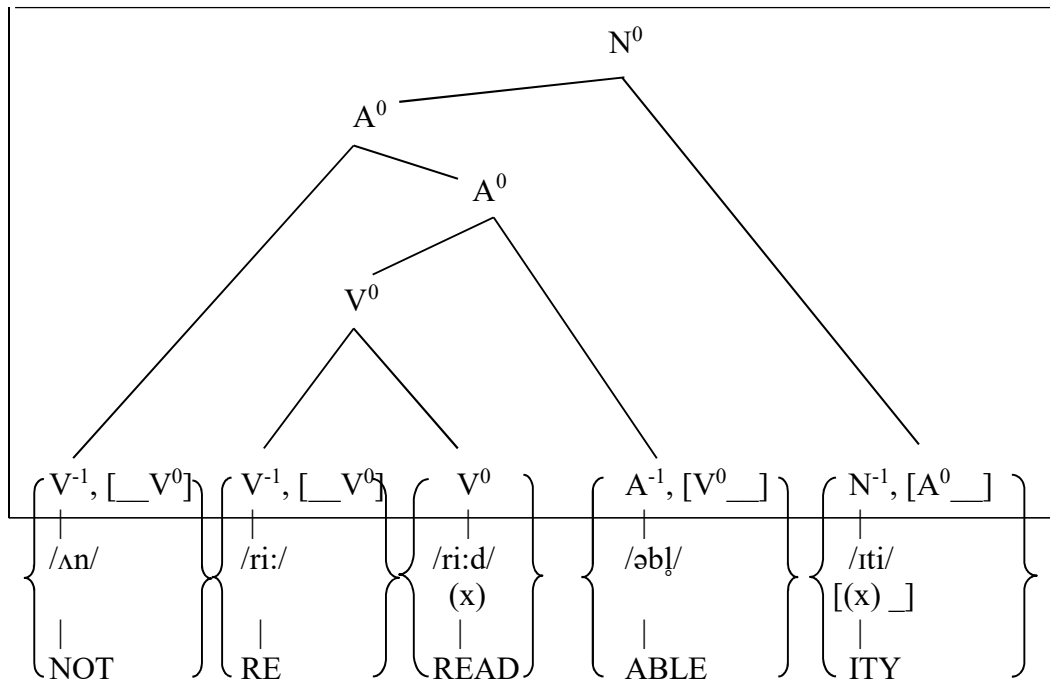 N⁰
A⁰
A⁰
V⁰
V⁻¹, [__V⁰] V⁻¹, [__V⁰] V⁰ A⁻¹, [V⁰__] N⁻¹, [A⁰__]
/ʌn/ /ri:/ /ri:d/ /əbl̥/ /ɪti/
(x) [(x) _]
NOT RE READ ABLE ITY